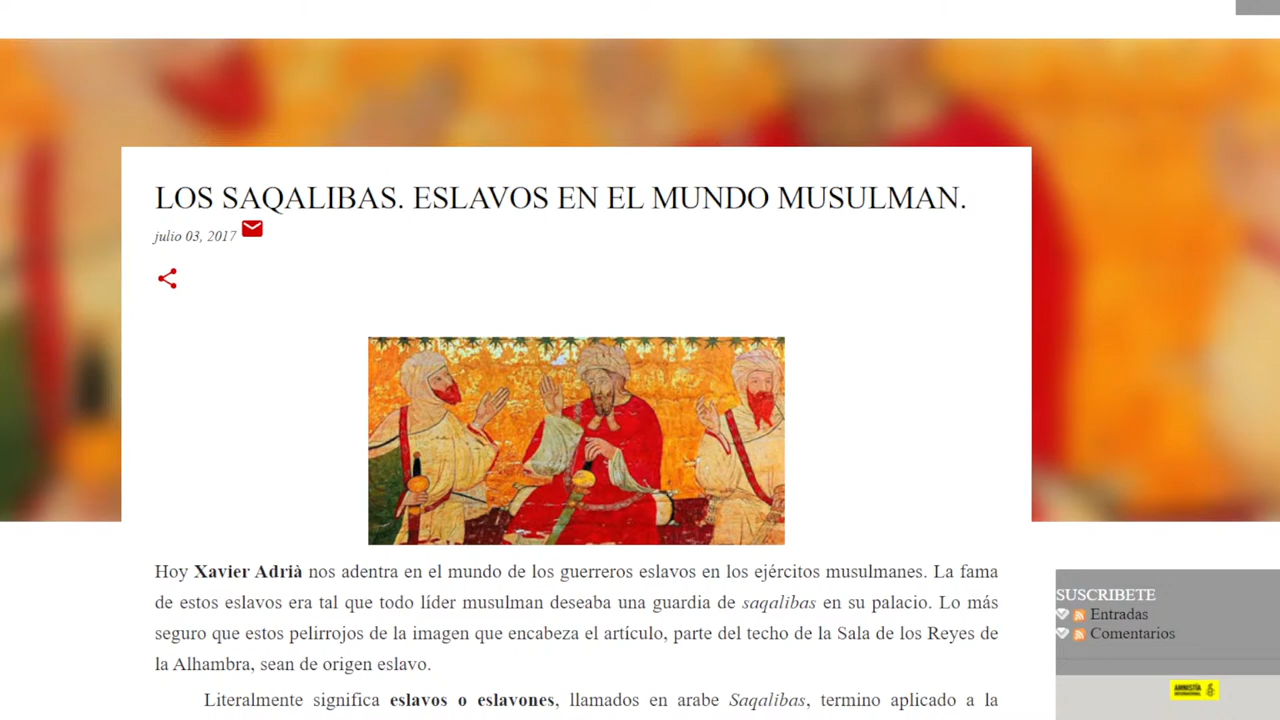 LOS SAQALIBAS. ESLAVOS EN EL MUNDO MUSULMAN.
julio 03, 2017
Hoy Xavier Adrià nos adentra en el mundo de los guerreros eslavos en los ejércitos musulmanes. La fama
de estos eslavos era tal que todo líder musulman deseaba una guardia de saqalibas en su palacio. Lo más
seguro que estos pelirrojos de la imagen que encabeza el artículo, parte del techo de la Sala de los Reyes de
la Alhambra, sean de origen eslavo.
Literalmente significa eslavos o eslavones, llamados en arabe Saqalibas, termino aplicado a la
SUSCRIBETE
Entradas
Comentarios
AMNISTÍA
INTERNACIONAL